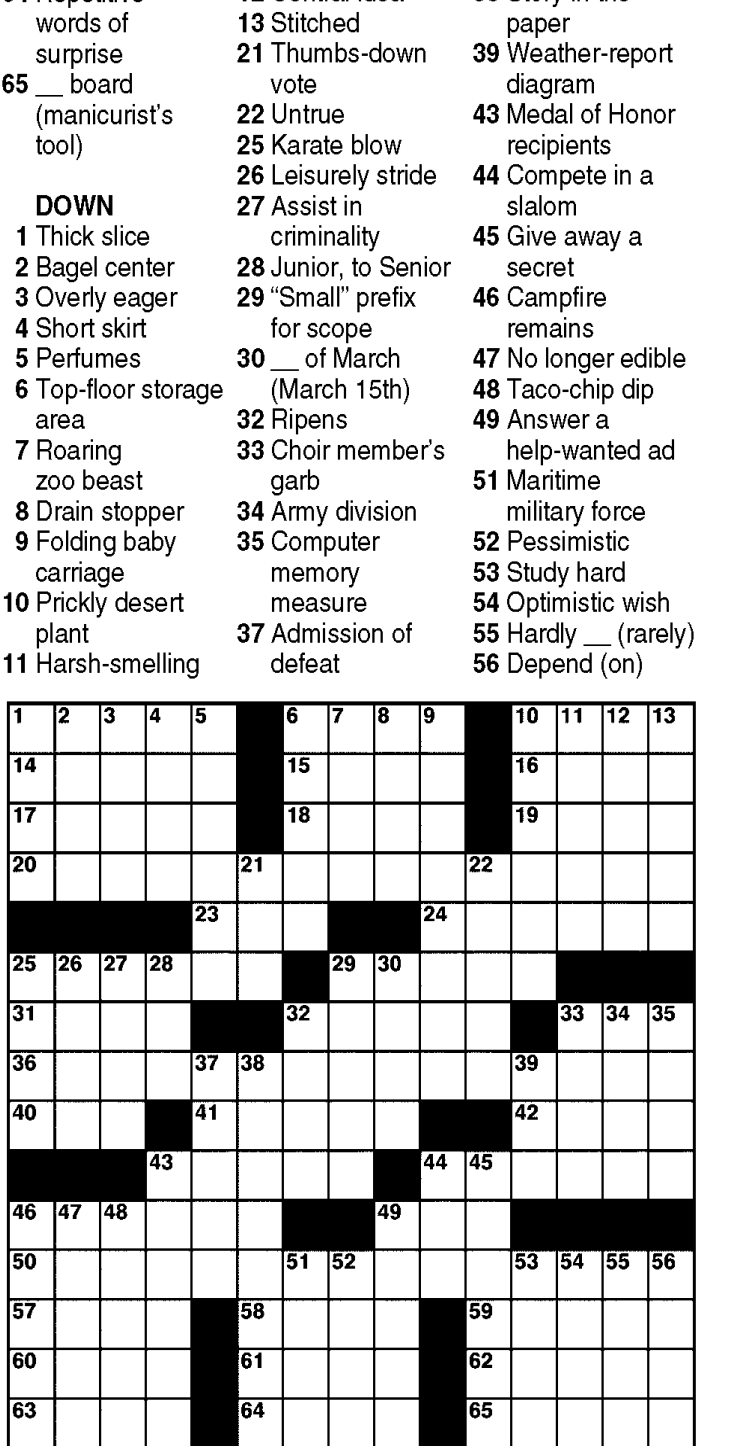 words of
surprise
65 __ board
(manicurist's
tool)
DOWN
1 Thick slice
2 Bagel center
3 Overly eager
4 Short skirt
5 Perfumes
6 Top-floor storage
area
7 Roaring
zoo beast
8 Drain stopper
9 Folding baby
carriage
10 Prickly desert
plant
11 Harsh-smelling
13 Stitched
21 Thumbs-down
vote
22 Untrue
25 Karate blow
26 Leisurely stride
27 Assist in
criminality
28 Junior, to Senior
29 “Small” prefix
for scope
30 __ of March
(March 15th)
32 Ripens
33 Choir member's
garb
34 Army division
35 Computer
memory
measure
37 Admission of
defeat
paper
39 Weather-report
diagram
43 Medal of Honor
recipients
44 Compete in a
slalom
45 Give away a
secret
46 Campfire
remains
47 No longer edible
48 Taco-chip dip
49 Answer a
help-wanted ad
51 Maritime
military force
52 Pessimistic
53 Study hard
54 Optimistic wish
55 Hardly __ (rarely)
56 Depend (on)
1 2 3 4 5 6 7 8 9 10 11 12 13
14 15 16
17 18 19
20 21 22
23 24
25 26 27 28 29 30
31 32 33 34 35
36 37 38 39
40 41 42
43 44 45
46 47 48 49
50 51 52 53 54 55 56
57 58 59
60 61 62
63 64 65